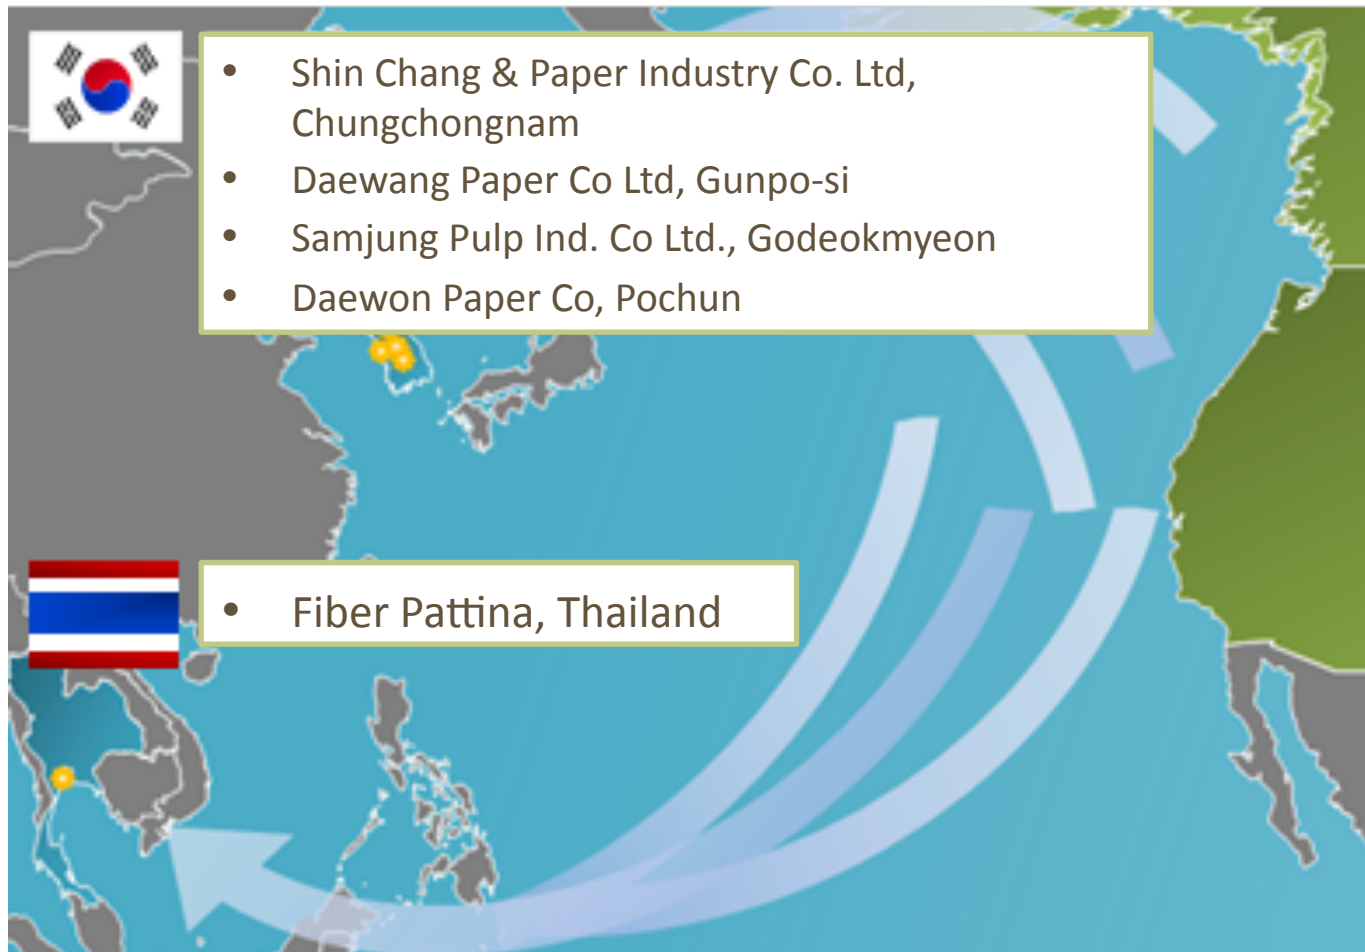 • Shin Chang & Paper Industry Co. Ltd,
Chungchongnam
• Daewang Paper Co Ltd, Gunpo-si
• Samjung Pulp Ind. Co Ltd., Godeokmyeon
• Daewon Paper Co, Pochun
• Fiber Pattina, Thailand